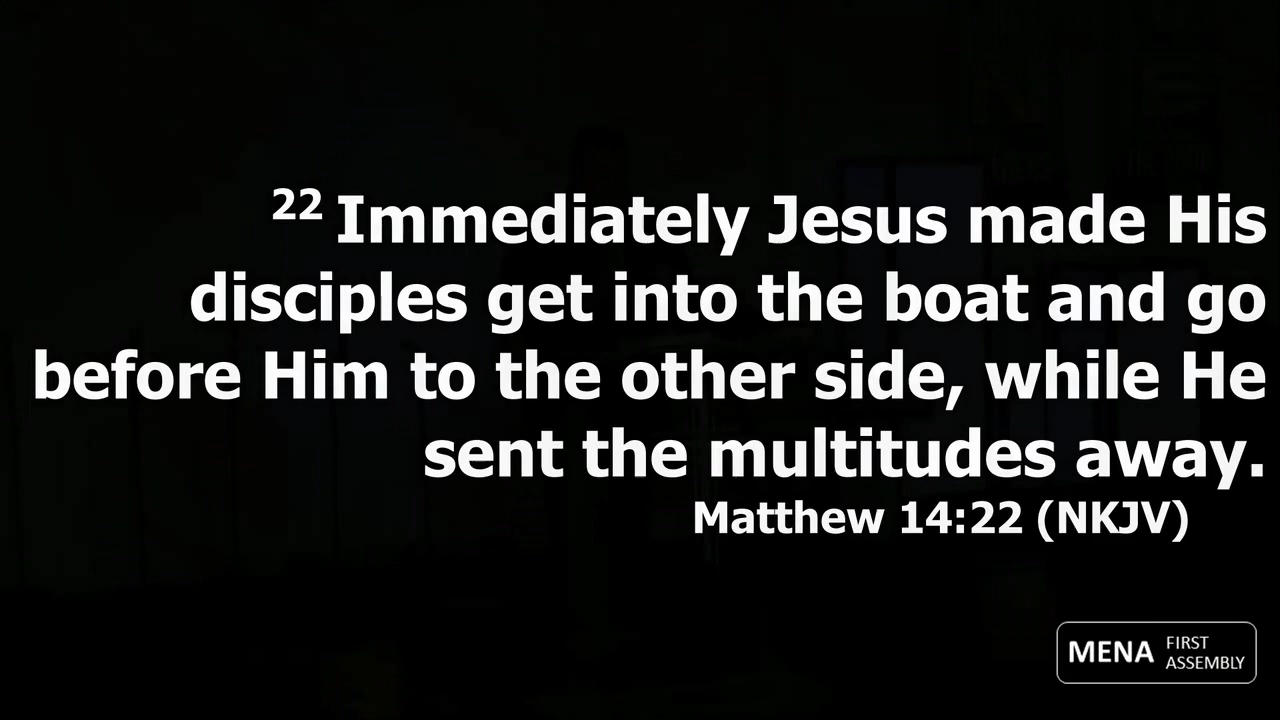 22 Immediately Jesus made His
disciples get into the boat and go
before Him to the other side, while He
sent the multitudes away.
Matthew 14:22 (NKJV)
MENA FIRST
ASSEMBLY